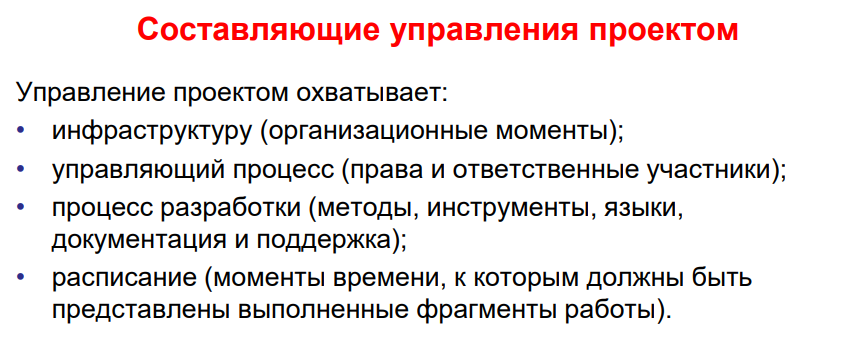 Составляющие управления проектом
Управление проектом охватывает:
• инфраструктуру (организационные моменты);
• управляющий процесс (права и ответственные участники);
• процесс разработки (методы, инструменты, языки,
документация и поддержка);
• расписание (моменты времени, к которым должны быть
представлены выполненные фрагменты работы).